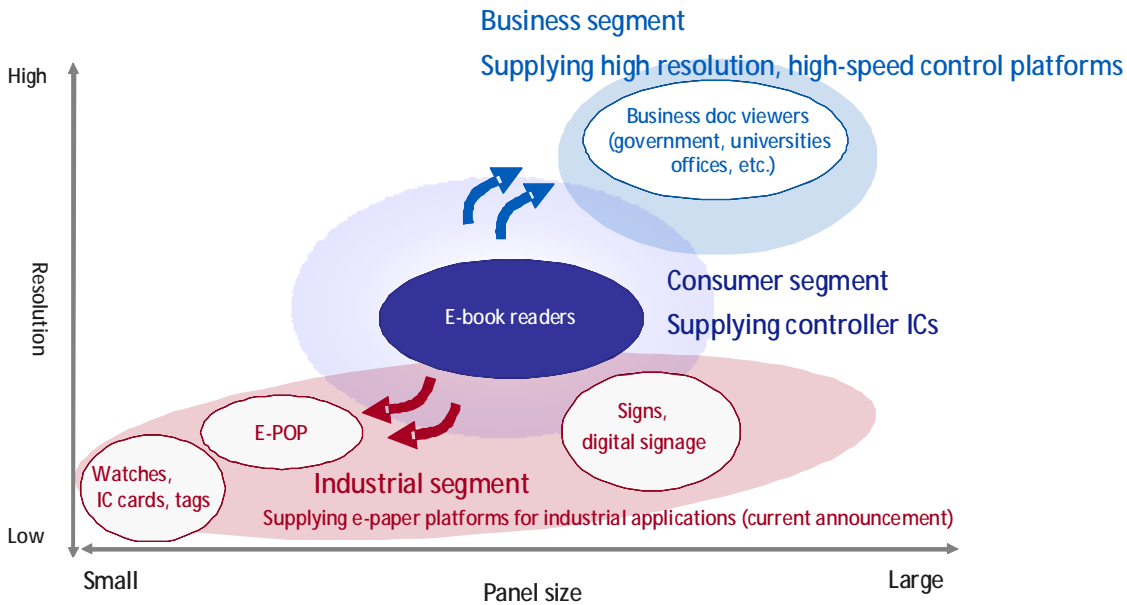 Business segment
Supplying high resolution, high-speed control platforms
High
Business doc viewers
(government, universities
offices, etc.)
Resolution
Consumer segment
Supplying controller ICs
E-book readers
Signs,
digital signage
E-POP
Watches,
IC cards, tags
Industrial segment
Supplying e-paper platforms for industrial applications (current announcement)
Low
Small
Panel size
Large